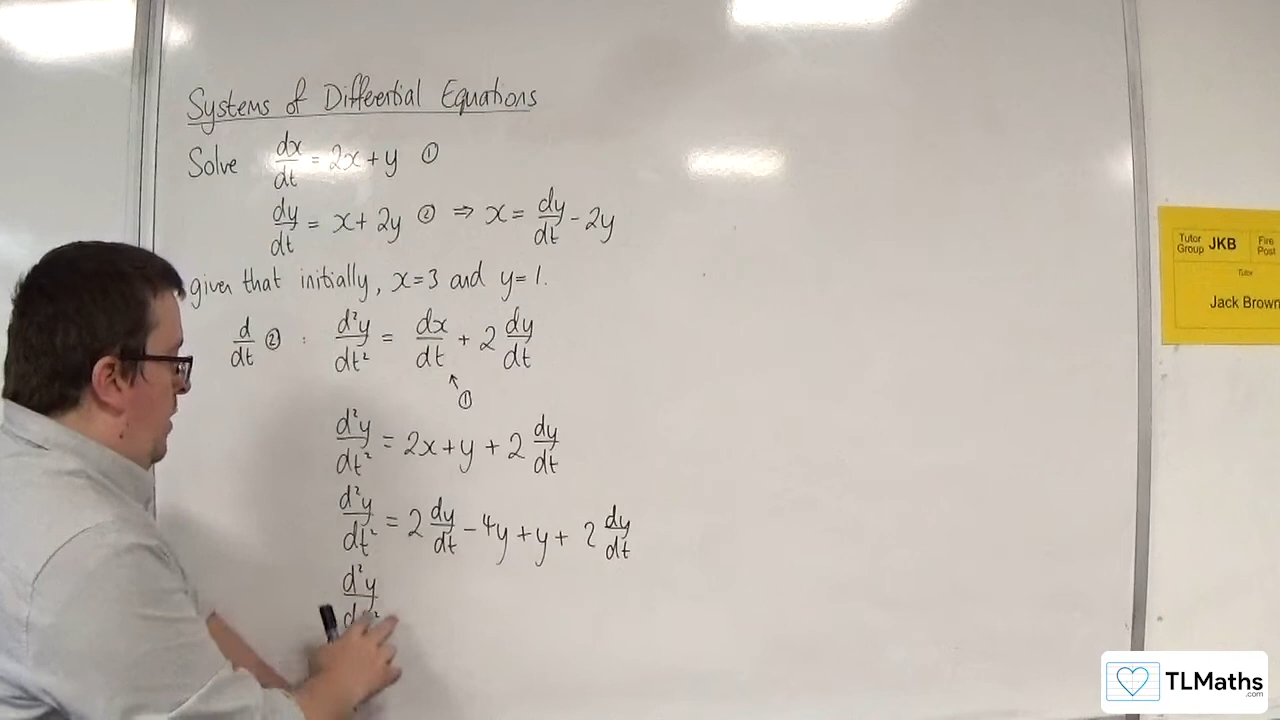 Systems of Differential Equations
Solve dx/dt = 2x + y ①
dy/dt = x + 2y ② ⇒ x = dy/dt - 2y
given that initially, x=3 and y=1.
d/dt ② : d²y/dt² = dx/dt + 2 dy/dt
①
d²y/dt² = 2x + y + 2 dy/dt
d²y/dt² = 2 dy/dt - 4y + y + 2 dy/dt
d²y
Tutor Group JKB Fire Post
Tutor
Jack Brown
TLMaths
.com